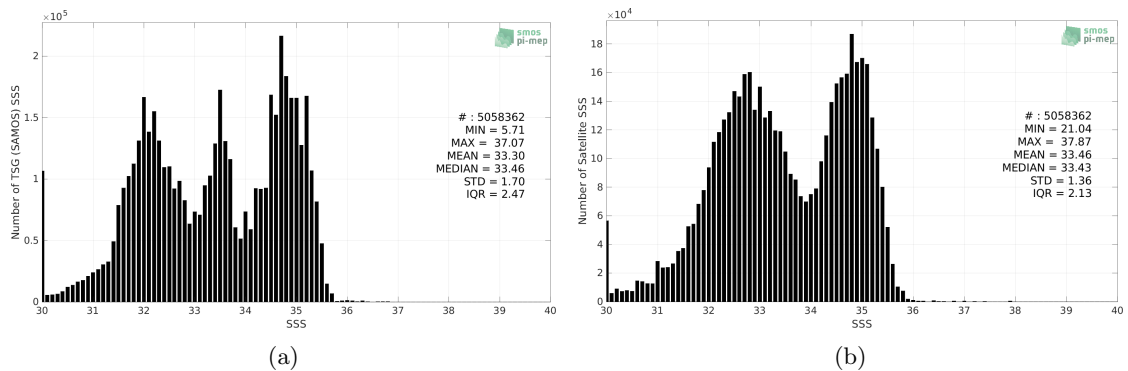 ×10⁵
smos
pi-mep
Number of TSG (SAMOS) SSS
2
1.5
1
0.5
0
# : 5058362
MIN = 5.71
MAX = 37.07
MEAN = 33.30
MEDIAN = 33.46
STD = 1.70
IQR = 2.47
30 31 32 33 34 35 36 37 38 39 40
SSS
(a)
×10⁴
smos
pi-mep
Number of Satellite SSS
18
16
14
12
10
8
6
4
2
0
# : 5058362
MIN = 21.04
MAX = 37.87
MEAN = 33.46
MEDIAN = 33.43
STD = 1.36
IQR = 2.13
30 31 32 33 34 35 36 37 38 39 40
SSS
(b)